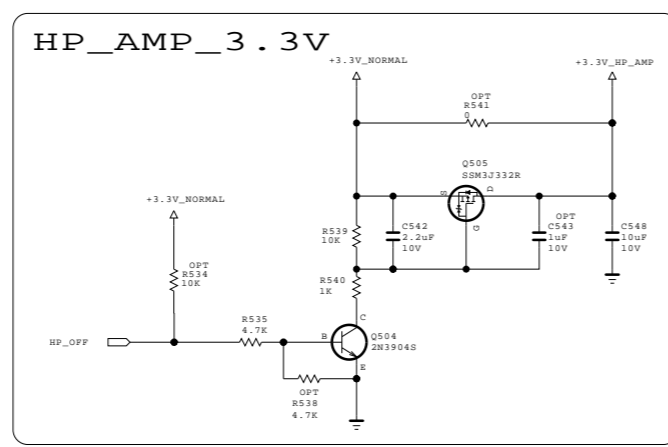 HP_AMP_3.3V
+3.3V_NORMAL
+3.3V_HP_AMP
OPT
R541
0
Q505
SSM3J332R
S
D
G
+3.3V_NORMAL
R539
10K
C542
2.2uF
10V
OPT
C543
1uF
10V
C548
10uF
10V
OPT
R534
10K
R540
1K
HP_OFF
R535
4.7K
C
B
Q504
2N3904S
E
OPT
R538
4.7K